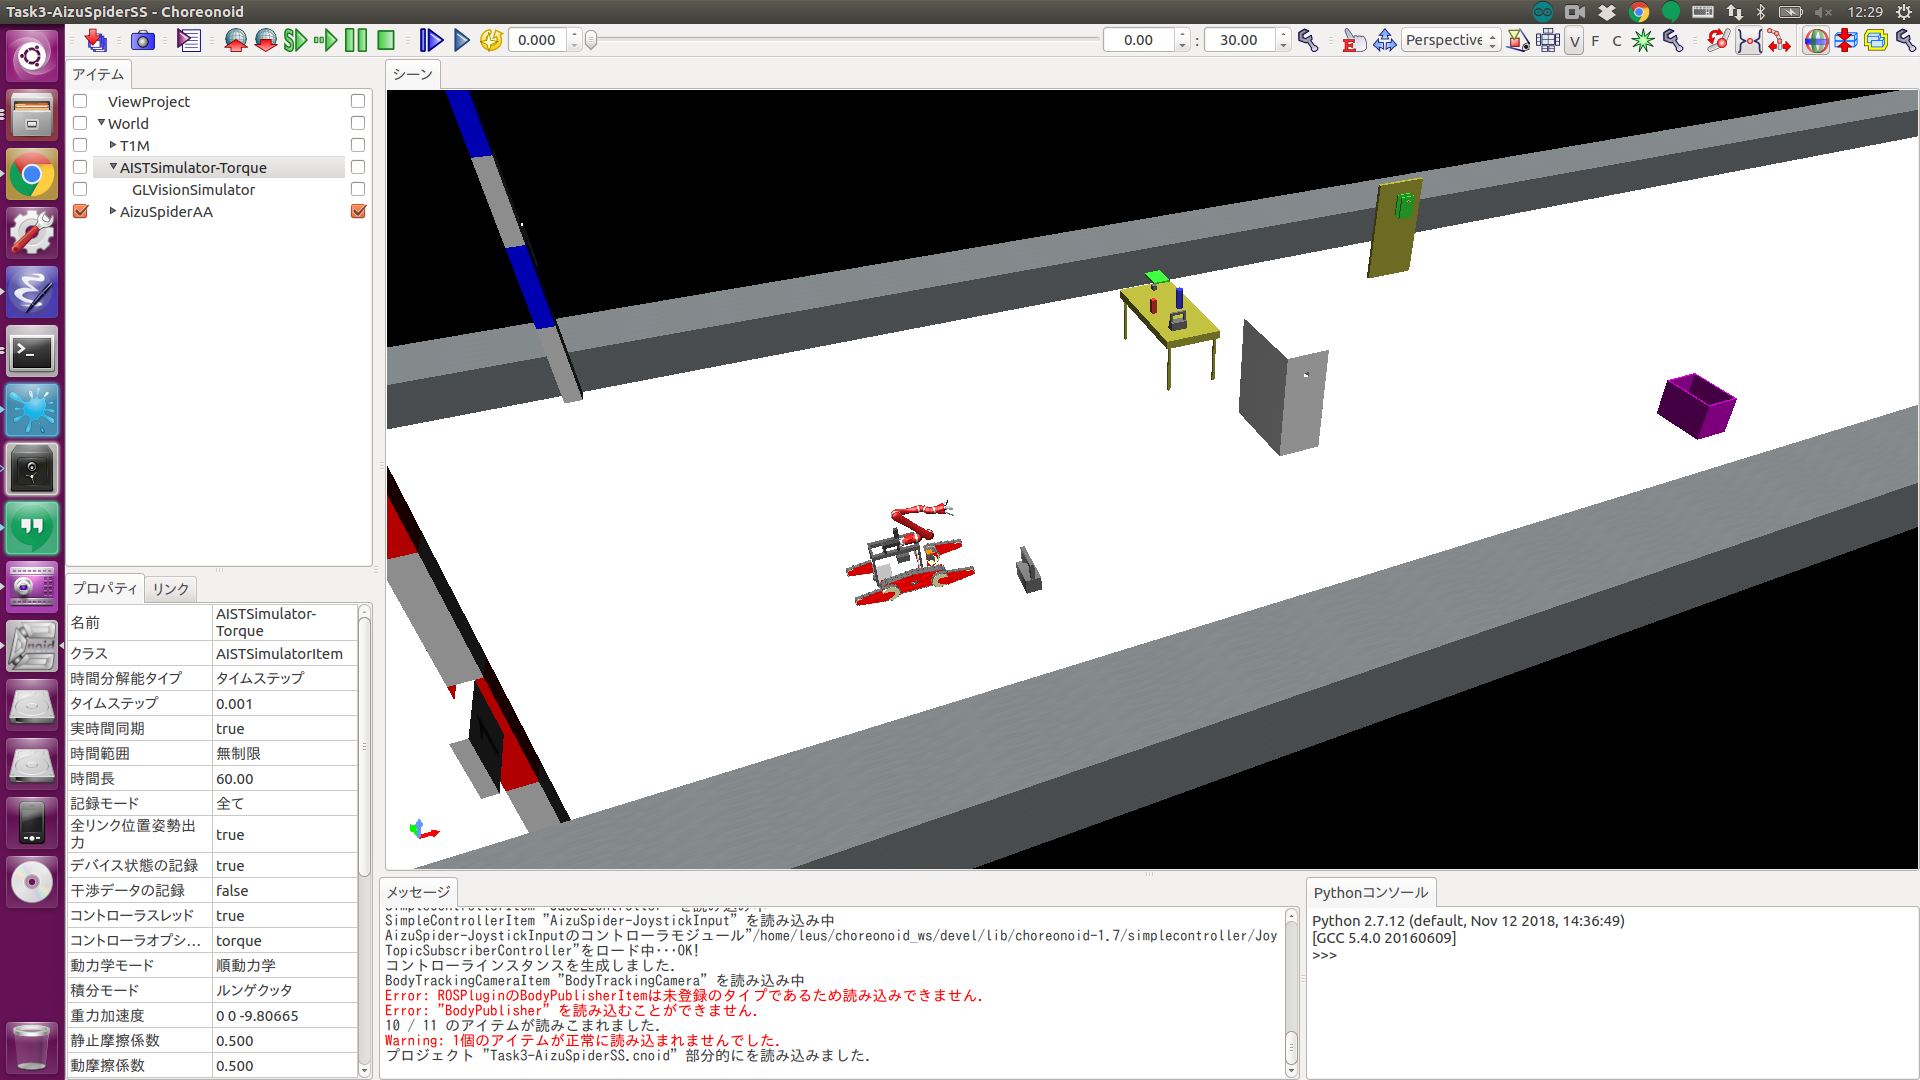 Task3-AizuSpiderSS - Choreonoid
12:29
0.000
0.00
:
30.00
Perspective
V
F
C
アイテム
ViewProject
World
T1M
AISTSimulator-Torque
GLVisionSimulator
AizuSpiderAA
シーン
プロパティ
リンク
名前 AISTSimulator-
Torque
クラス AISTSimulatorItem
時間分解能タイプ タイムステップ
タイムステップ 0.001
実時間同期 true
時間範囲 無制限
時間長 60.00
記録モード 全て
全リンク位置姿勢出
力 true
デバイス状態の記録 true
干渉データの記録 false
コントローラスレッド true
コントローラオプシ... torque
動力学モード 順動力学
積分モード ルンゲクッタ
重力加速度 0 0 -9.80665
静止摩擦係数 0.500
動摩擦係数 0.500
メッセージ
SimpleControllerItem "AizuSpider-JoystickInput" を読み込み中
AizuSpider-JoystickInputのコントローラモジュール"/home/leus/choreonoid_ws/devel/lib/choreonoid-1.7/simplecontroller/Joy
TopicSubscriberController"をロード中...OK!
コントローラインスタンスを生成しました.
BodyTrackingCameraItem "BodyTrackingCamera" を読み込み中
Error: ROSPluginのBodyPublisherItemは未登録のタイプであるため読み込みできません.
Error: "BodyPublisher" を読み込むことができません.
10 / 11 のアイテムが読みこまれました.
Warning: 1個のアイテムが正常に読み込まれませんでした.
プロジェクト "Task3-AizuSpiderSS.cnoid" 部分的にを読み込みました.
Pythonコンソール
Python 2.7.12 (default, Nov 12 2018, 14:36:49)
[GCC 5.4.0 20160609]
>>>